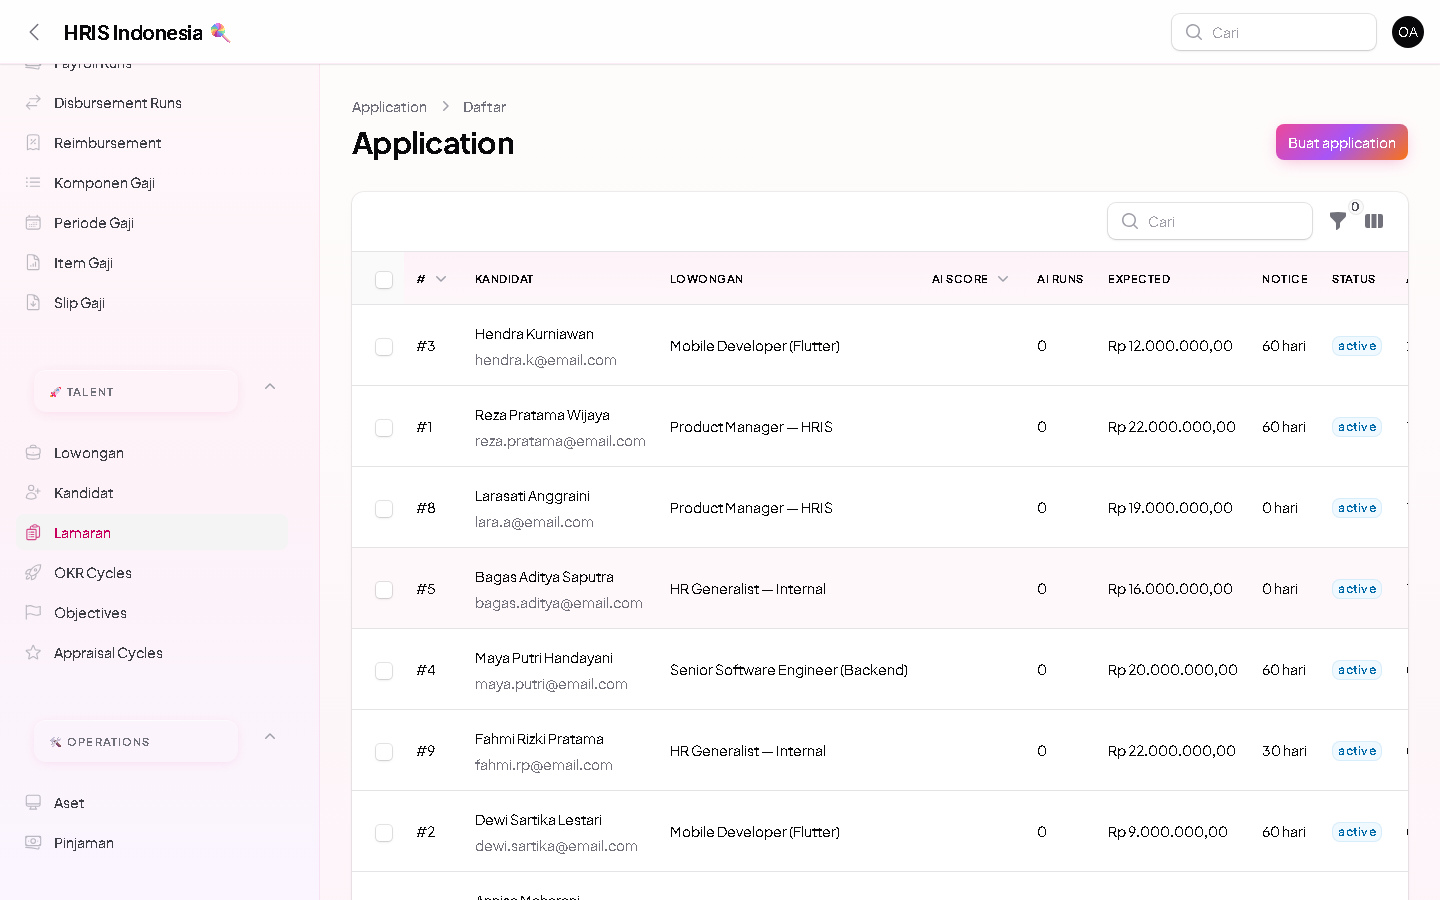 HRIS Indonesia
Cari
OA
Payroll Runs
Disbursement Runs
Reimbursement
Komponen Gaji
Periode Gaji
Item Gaji
Slip Gaji
TALENT
Lowongan
Kandidat
Lamaran
OKR Cycles
Objectives
Appraisal Cycles
OPERATIONS
Aset
Pinjaman
Application > Daftar
Application
Buat application
Cari
0
# KANDIDAT LOWONGAN AI SCORE AI RUNS EXPECTED NOTICE STATUS
#3 Hendra Kurniawan Mobile Developer (Flutter) 0 Rp 12.000.000,00 60 hari active
hendra.k@email.com
#1 Reza Pratama Wijaya Product Manager — HRIS 0 Rp 22.000.000,00 60 hari active
reza.pratama@email.com
#8 Larasati Anggraini Product Manager — HRIS 0 Rp 19.000.000,00 0 hari active
lara.a@email.com
#5 Bagas Aditya Saputra HR Generalist — Internal 0 Rp 16.000.000,00 0 hari active
bagas.aditya@email.com
#4 Maya Putri Handayani Senior Software Engineer (Backend) 0 Rp 20.000.000,00 60 hari active
maya.putri@email.com
#9 Fahmi Rizki Pratama HR Generalist — Internal 0 Rp 22.000.000,00 30 hari active
fahmi.rp@email.com
#2 Dewi Sartika Lestari Mobile Developer (Flutter) 0 Rp 9.000.000,00 60 hari active
dewi.sartika@email.com